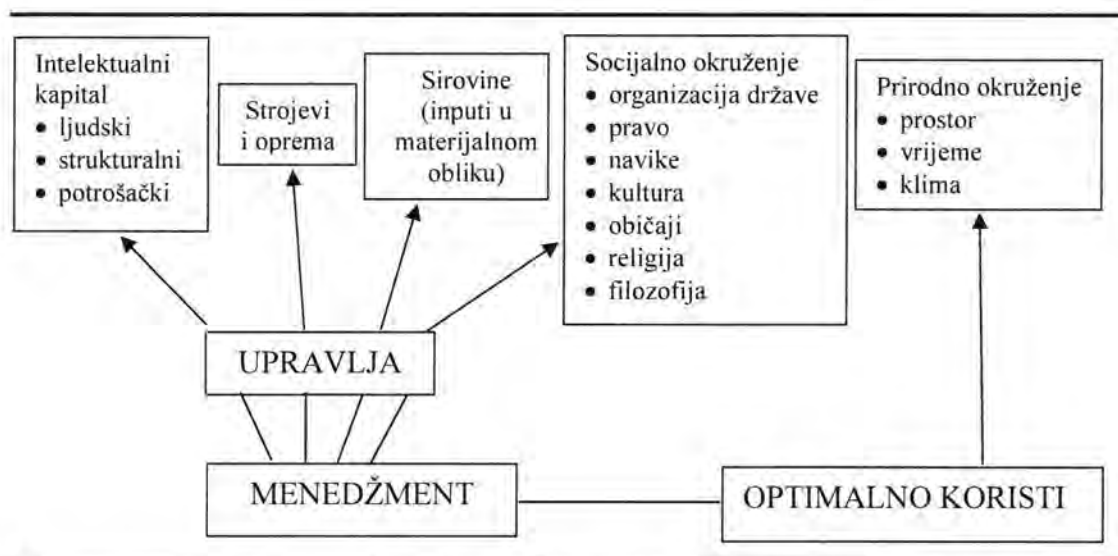 Intelektualni
kapital
• ljudski
• strukturalni
• potrošački
Strojevi
i oprema
Sirovine
(inputi u
materijalnom
obliku)
Socijalno okruženje
• organizacija države
• pravo
• navike
• kultura
• običaji
• religija
• filozofija
Prirodno okruženje
• prostor
• vrijeme
• klima
UPRAVLJA
MENEDŽMENT
OPTIMALNO KORISTI